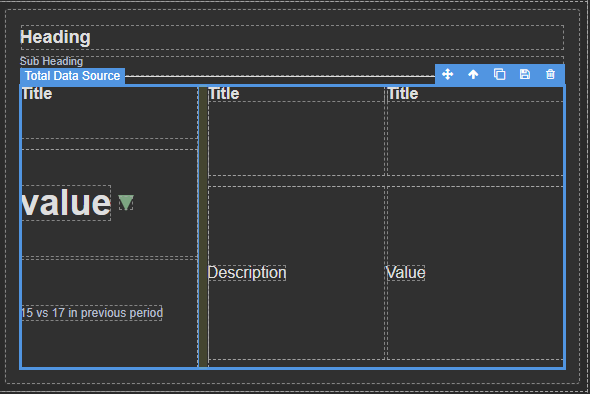 Heading
Sub Heading
Total Data Source
Title
Title
Title
value
Description
Value
15 vs 17 in previous period